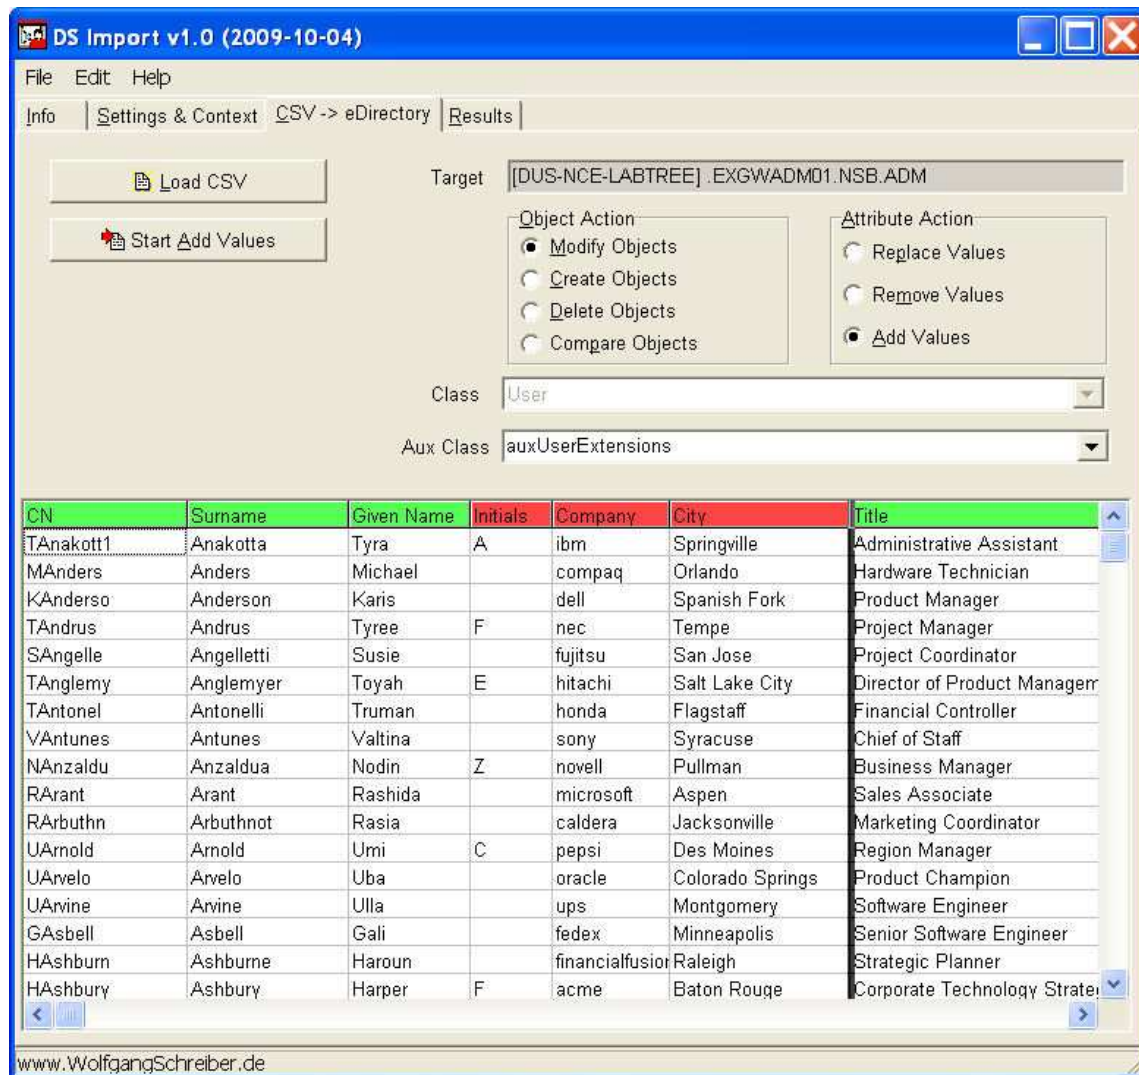 DS Import v1.0 (2009-10-04)
File Edit Help
Info Settings & Context CSV -> eDirectory Results
Load CSV
Target [DUS-NCE-LABTREE] .EXGWADM01.NSB.ADM
Start Add Values
Object Action
Modify Objects
Create Objects
Delete Objects
Compare Objects
Attribute Action
Replace Values
Remove Values
Add Values
Class User
Aux Class auxUserExtensions
CN Surname Given Name Initials Company City Title
TAnakott1 Anakotta Tyra A ibm Springville Administrative Assistant
MAnders Anders Michael compaq Orlando Hardware Technician
KAnderso Anderson Karis dell Spanish Fork Product Manager
TAndrus Andrus Tyree F nec Tempe Project Manager
SAngelle Angelletti Susie fujitsu San Jose Project Coordinator
TAnglemy Anglemyer Toyah E hitachi Salt Lake City Director of Product Managem
TAntonel Antonelli Truman honda Flagstaff Financial Controller
VAntunes Antunes Valtina sony Syracuse Chief of Staff
NAnzaldu Anzaldua Nodin Z novell Pullman Business Manager
RArant Arant Rashida microsoft Aspen Sales Associate
RArbuthn Arbuthnot Rasia caldera Jacksonville Marketing Coordinator
UArnold Arnold Umi C pepsi Des Moines Region Manager
UArvelo Arvelo Uba oracle Colorado Springs Product Champion
UArvine Arvine Ulla ups Montgomery Software Engineer
GAsbell Asbell Gali fedex Minneapolis Senior Software Engineer
HAshburn Ashburne Haroun financialfusion Raleigh Strategic Planner
HAshbury Ashbury Harper F acme Baton Rouge Corporate Technology Strate
www.WolfgangSchreiber.de